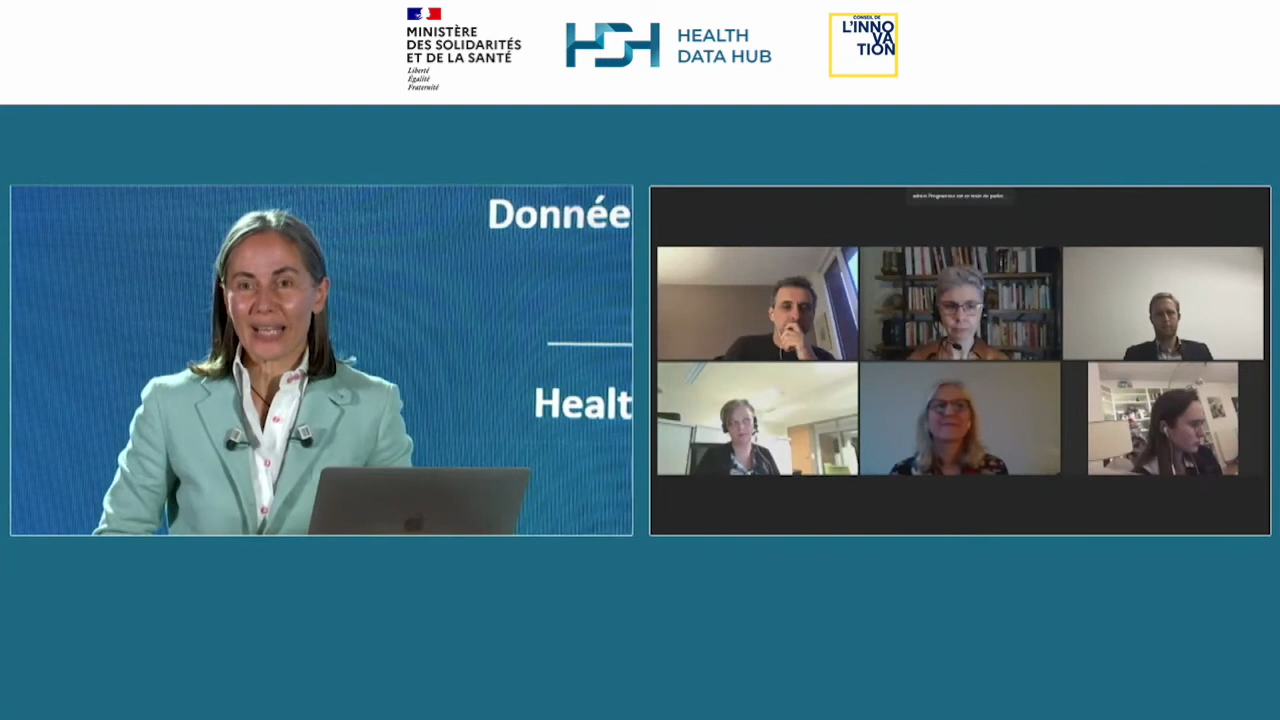 MINISTÈRE
DES SOLIDARITÉS
ET DE LA SANTÉ
Liberté
Égalité
Fraternité
HDH
HEALTH
DATA HUB
CONSEIL DE
L'INNO
VA
TION
Donnée
Healt